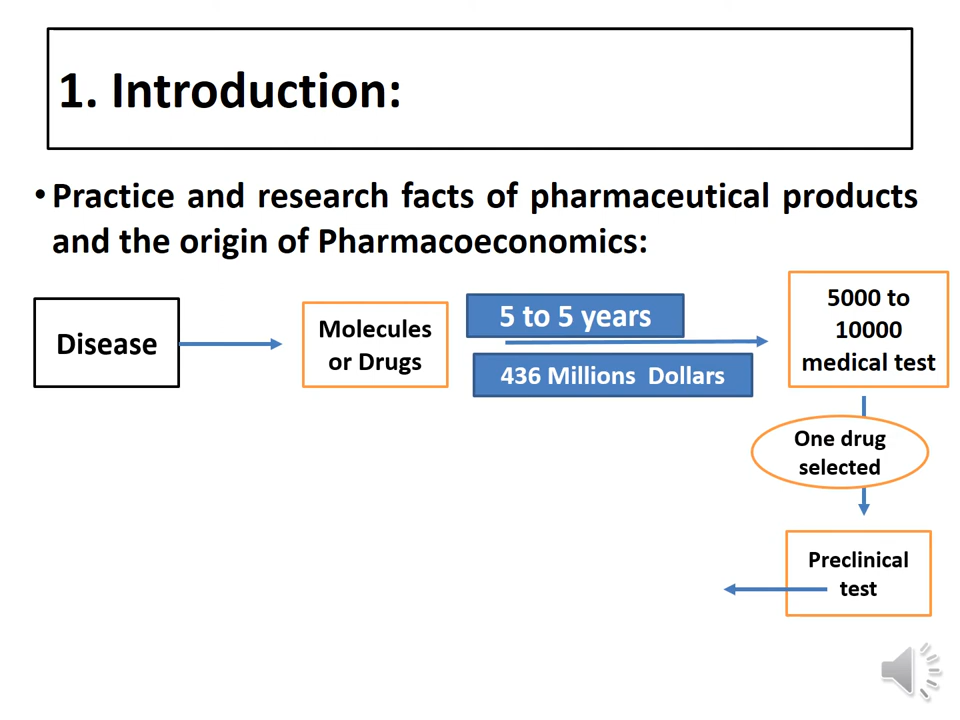 1. Introduction:
• Practice and research facts of pharmaceutical products
and the origin of Pharmacoeconomics:
Disease
Molecules
or Drugs
5 to 5 years
436 Millions Dollars
5000 to
10000
medical test
One drug
selected
Preclinical
test